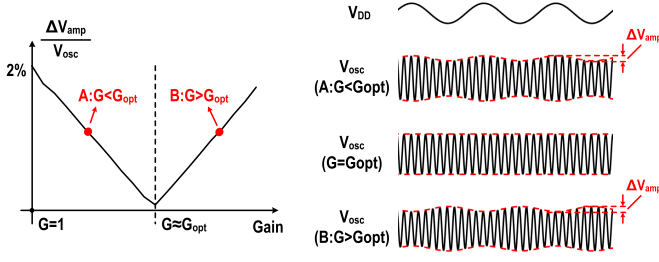 ΔVamp
Vosc
2%
A:G<Gopt
B:G>Gopt
G=1
G≈Gopt
Gain
VDD
ΔVamp
Vosc
(A:G<Gopt)
Vosc
(G=Gopt)
ΔVamp
Vosc
(B:G>Gopt)